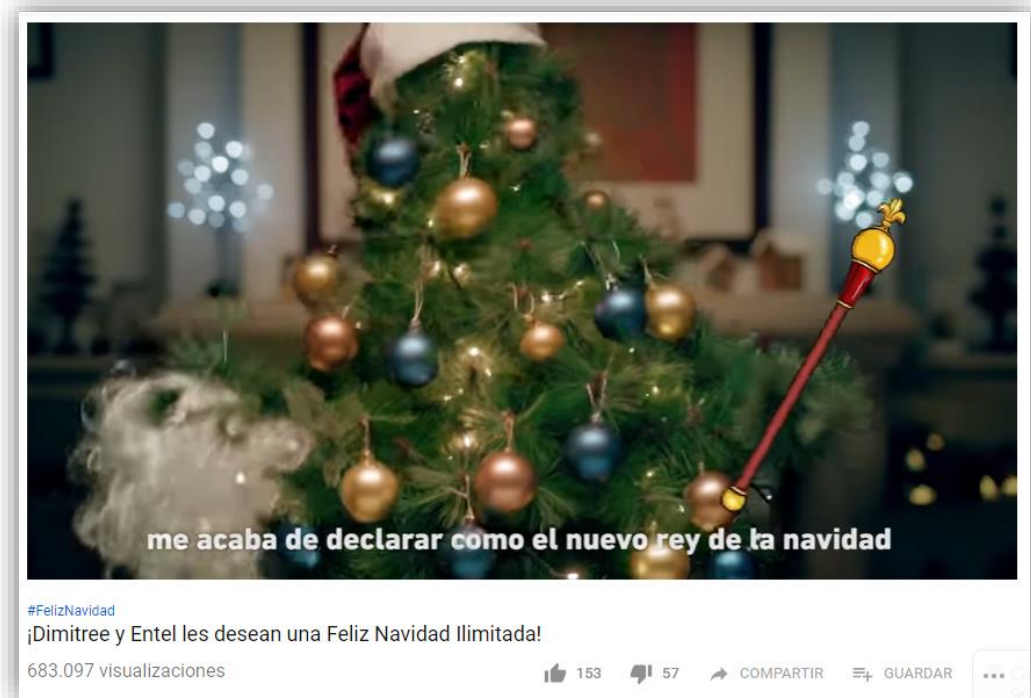 me acaba de declarar como el nuevo rey de la navidad
#FelizNavidad
¡Dimitree y Entel les desean una Feliz Navidad Ilimitada!
683.097 visualizaciones
153
57
COMPARTIR
GUARDAR